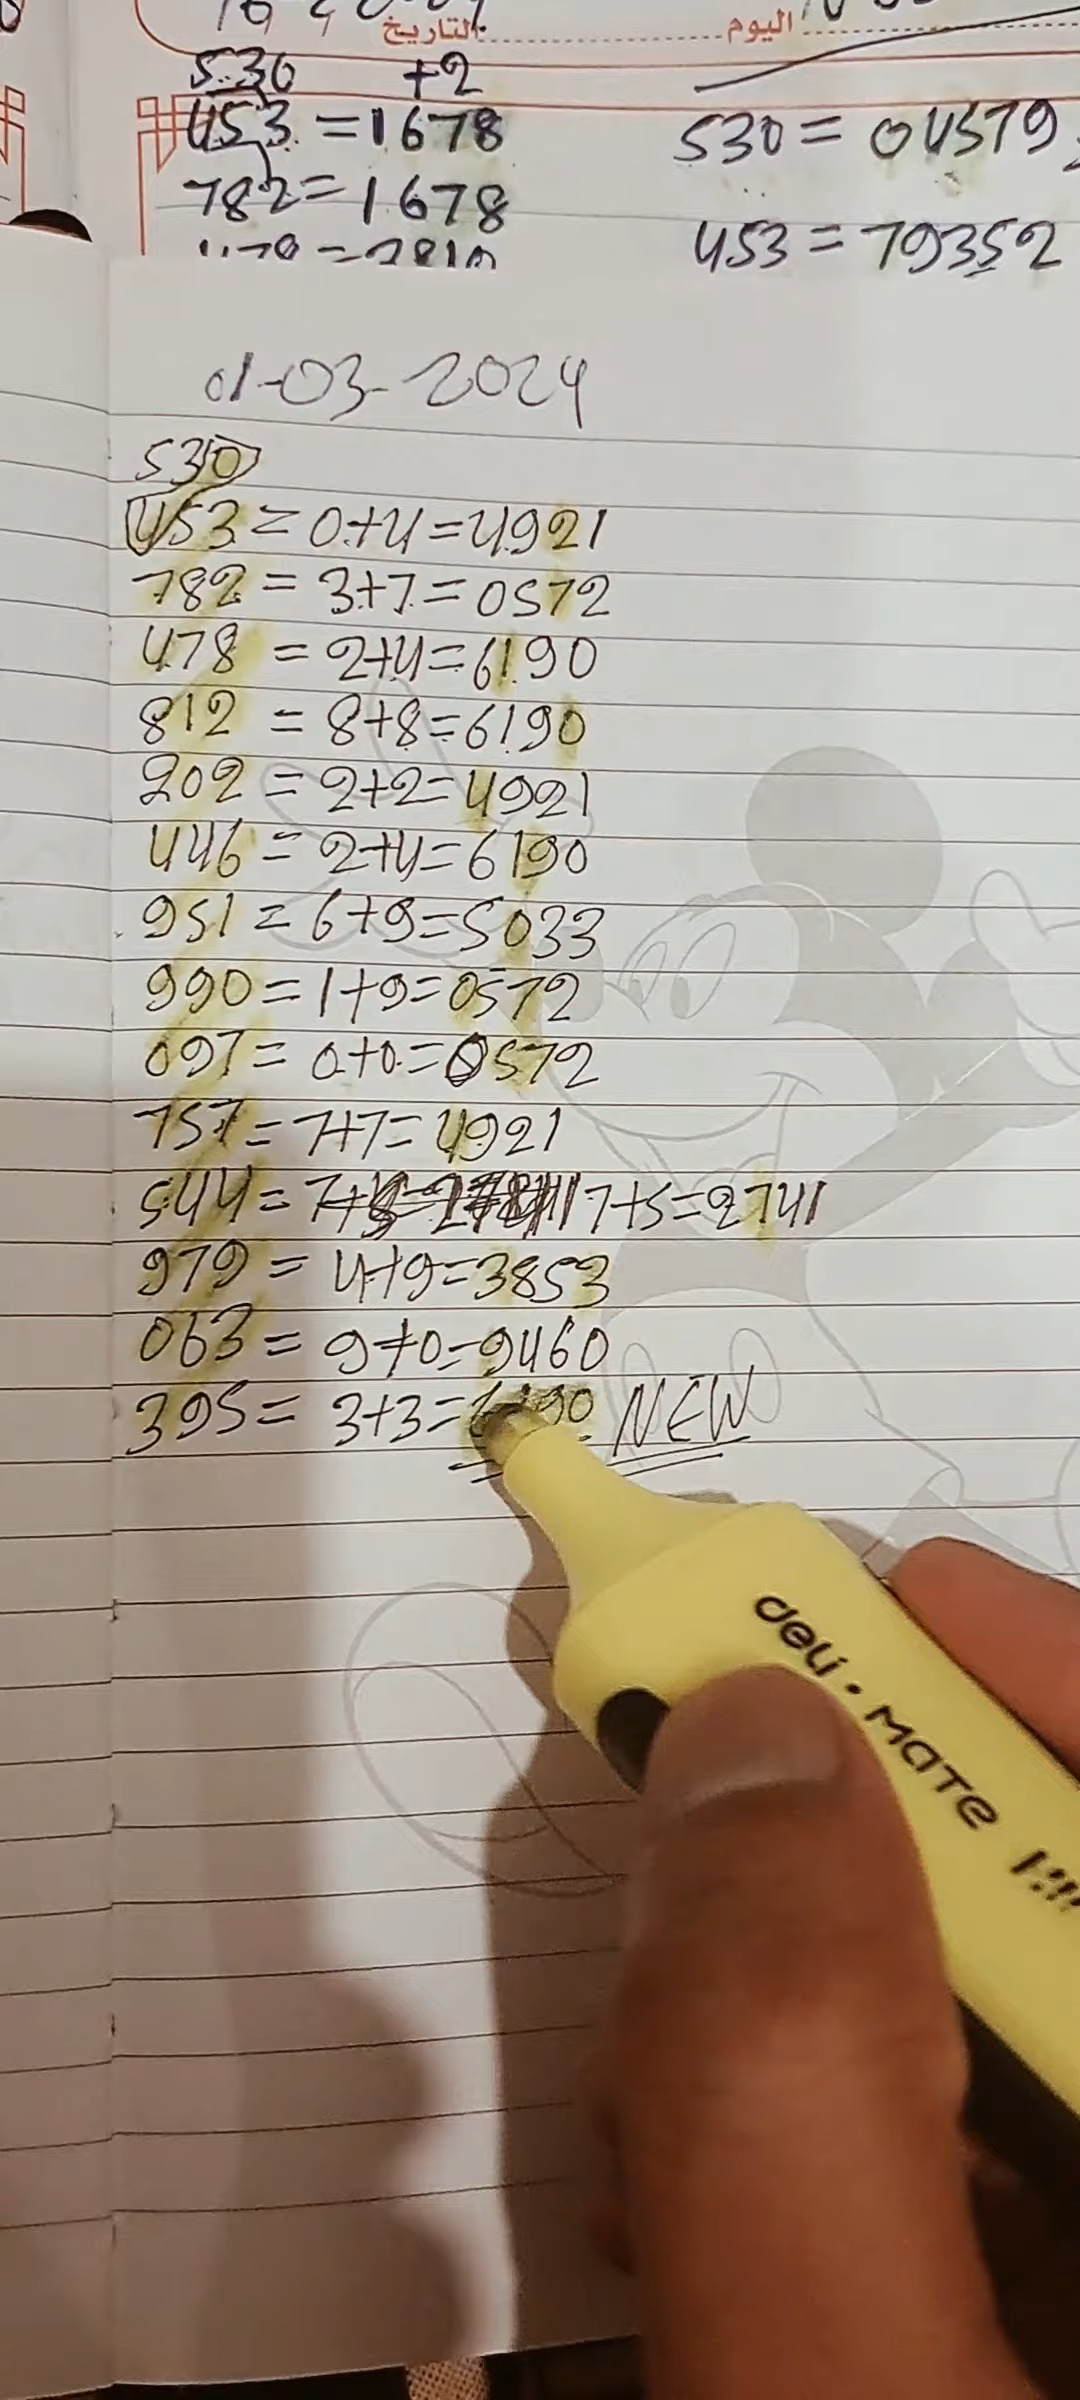 التاريخ
اليوم
530 +2
453 = 1678
530 = 04579
782 = 1678
453 = 79352
01-03-2024
530
453 = 0+4=4921
782 = 3+7=0572
478 = 2+4=6190
812 = 8+8=6190
202 = 2+2=4921
446 = 2+4=6190
951 = 6+9=5033
990 = 1+9=0572
097 = 0+0=0572
757 = 7+7=4921
544 = 7+5=2741
979 = 4+9=3853
063 = 9+0=9460
395 = 3+3= 90 NEW
deli • MATE